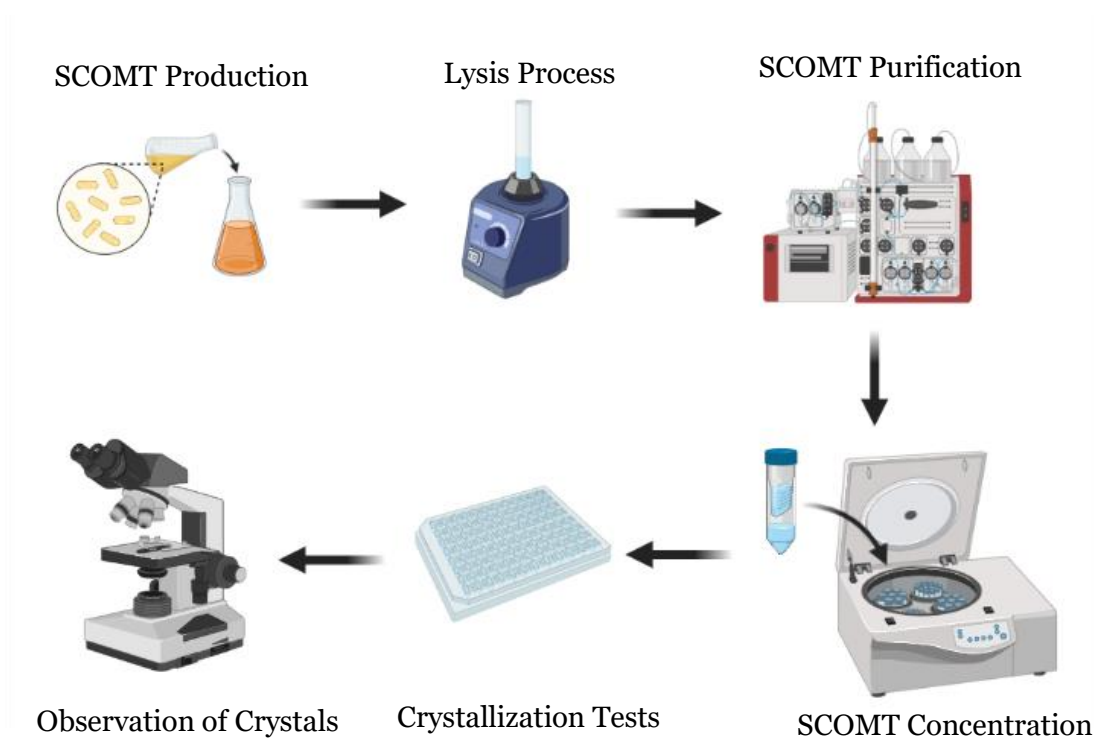 SCOMT Production
Lysis Process
SCOMT Purification
SCOMT Concentration
Crystallization Tests
Observation of Crystals